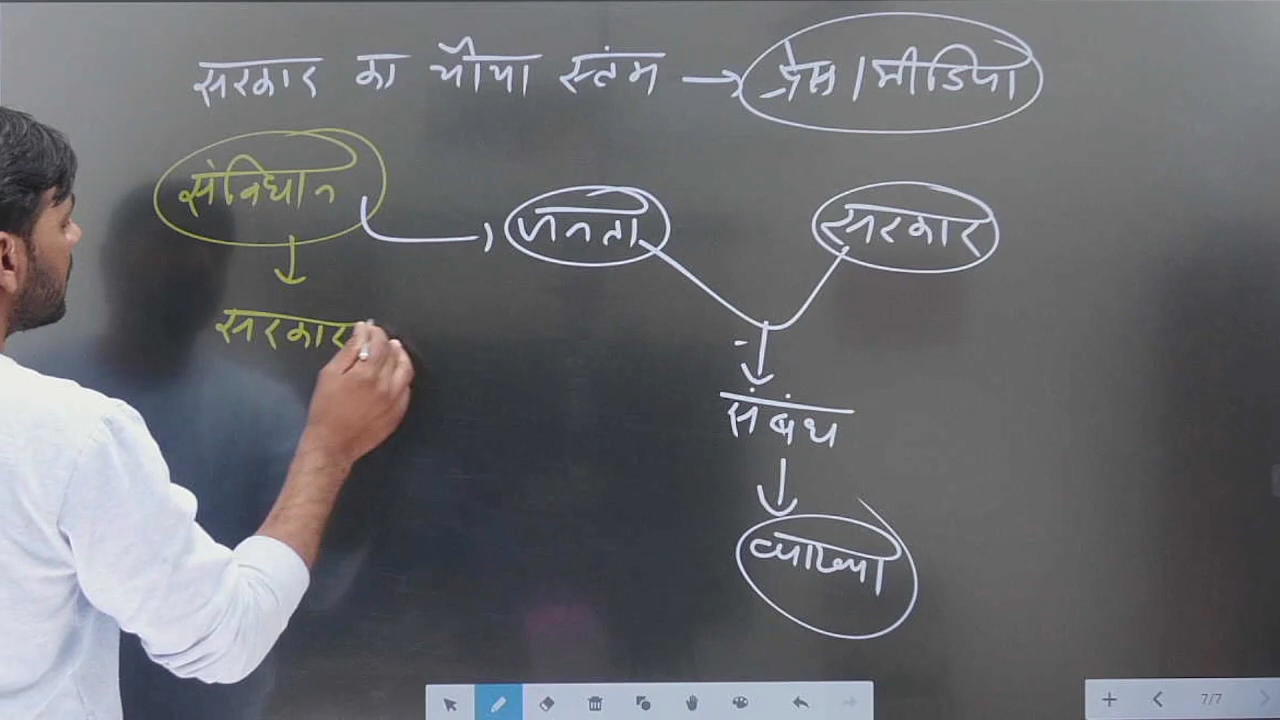 सरकार का चौथा स्तंभ → प्रेस / मीडिया
संविधान
जनता
सरकार
सरकार
संबंध
व्याख्या
7/7